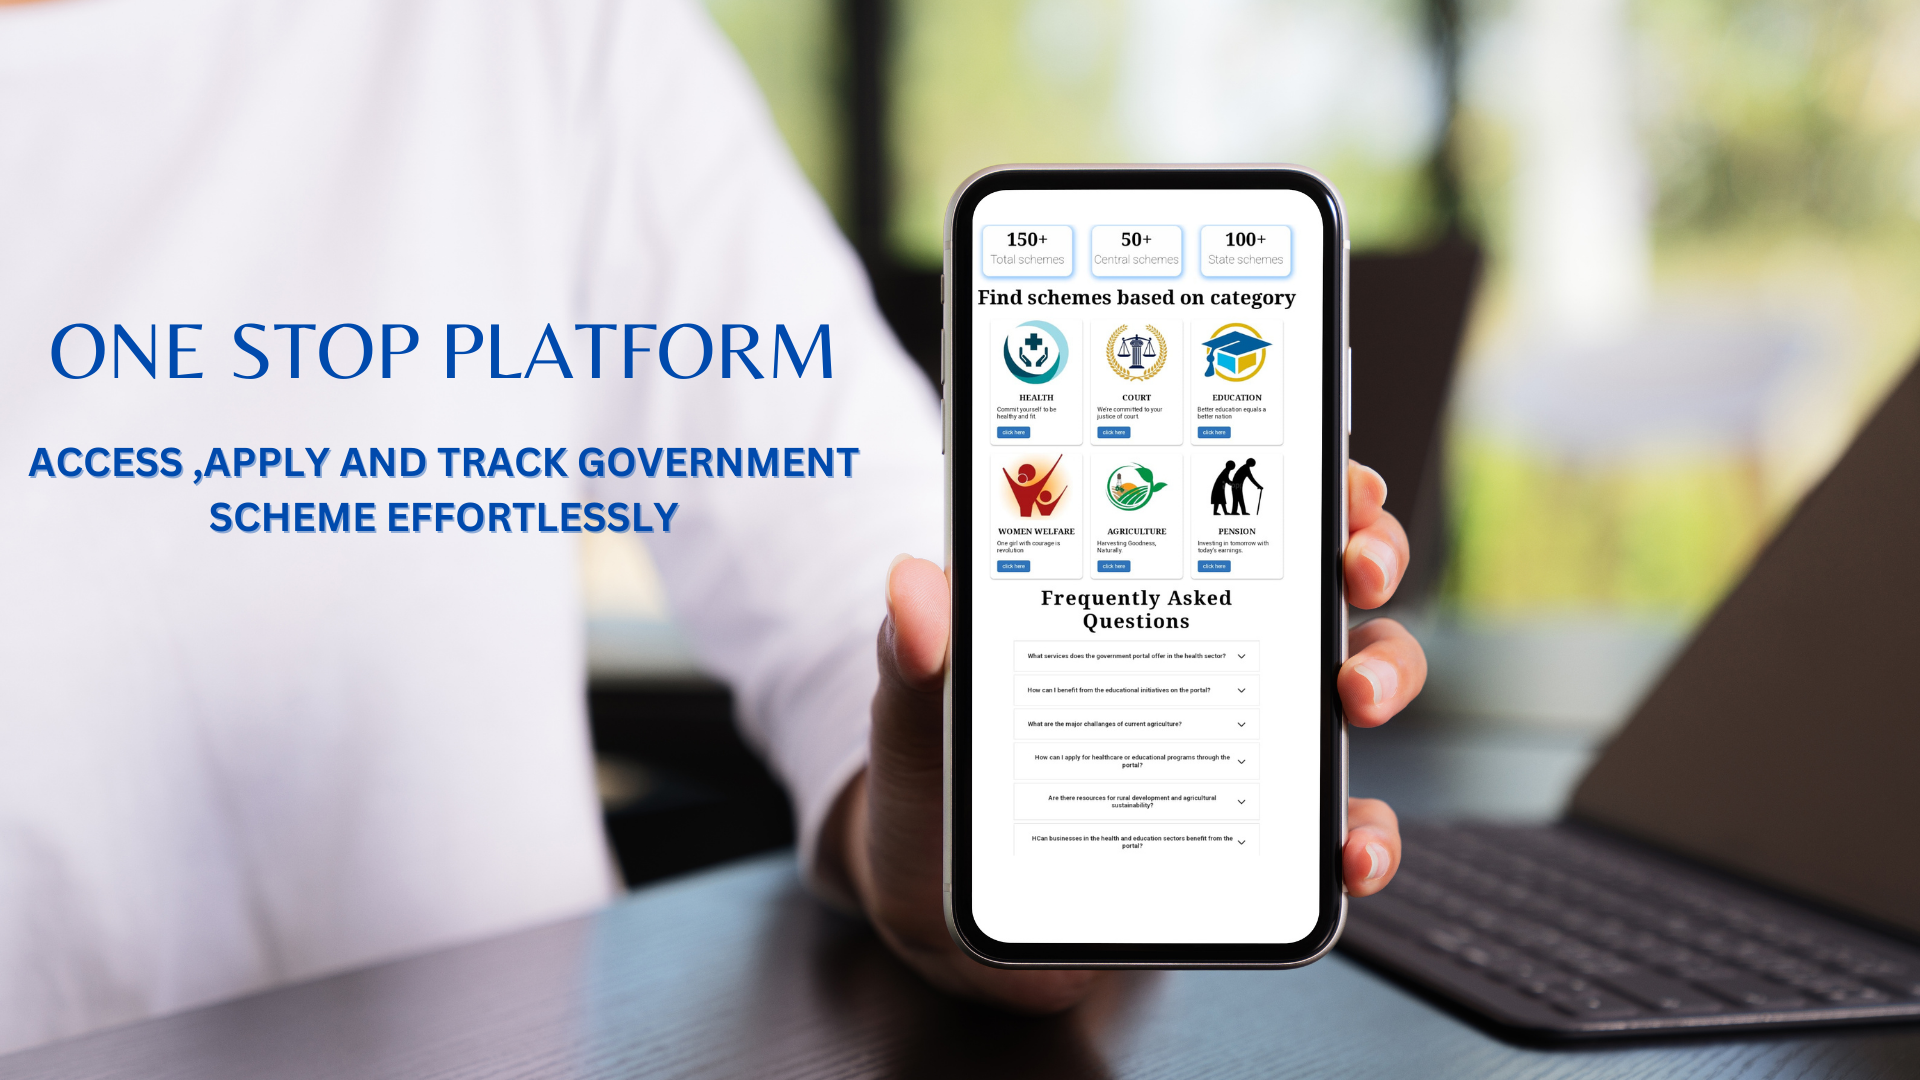 ONE STOP PLATFORM
ACCESS ,APPLY AND TRACK GOVERNMENT
SCHEME EFFORTLESSLY
150+
Total schemes
50+
Central schemes
100+
State schemes
Find schemes based on category
HEALTH
Commit yourself to be
healthy and fit
click here
COURT
We're committed to your
justice of court
click here
EDUCATION
Better education equals a
better nation
click here
WOMEN WELFARE
One girl with courage is
revolution
click here
AGRICULTURE
Harvesting Goodness,
Naturally
click here
PENSION
Investing in tomorrow with
today's earnings.
click here
Frequently Asked
Questions
What services does the government portal offer in the health sector?
How can I benefit from the educational initiatives on the portal?
What are the major challanges of current agriculture?
How can I apply for healthcare or educational programs through the
portal?
Are there resources for rural development and agricultural
sustainability?
HCan businesses in the health and education sectors benefit from the
portal?